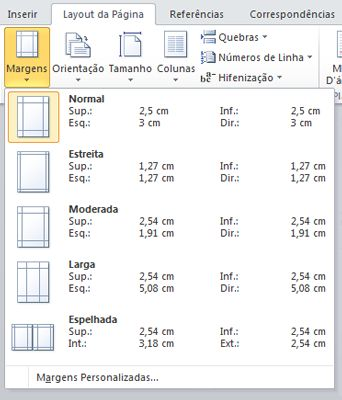 Inserir Layout da Página Referências Correspondências
Quebras
Números de Linha
Hifenização
Margens Orientação Tamanho Colunas
M
D'á
Pl
Normal
Sup.: 2,5 cm Inf.: 2,5 cm
Esq.: 3 cm Dir.: 3 cm
Estreita
Sup.: 1,27 cm Inf.: 1,27 cm
Esq.: 1,27 cm Dir.: 1,27 cm
Moderada
Sup.: 2,54 cm Inf.: 2,54 cm
Esq.: 1,91 cm Dir.: 1,91 cm
Larga
Sup.: 2,54 cm Inf.: 2,54 cm
Esq.: 5,08 cm Dir.: 5,08 cm
Espelhada
Sup.: 2,54 cm Inf.: 2,54 cm
Int.: 3,18 cm Ext.: 2,54 cm
Margens Personalizadas...